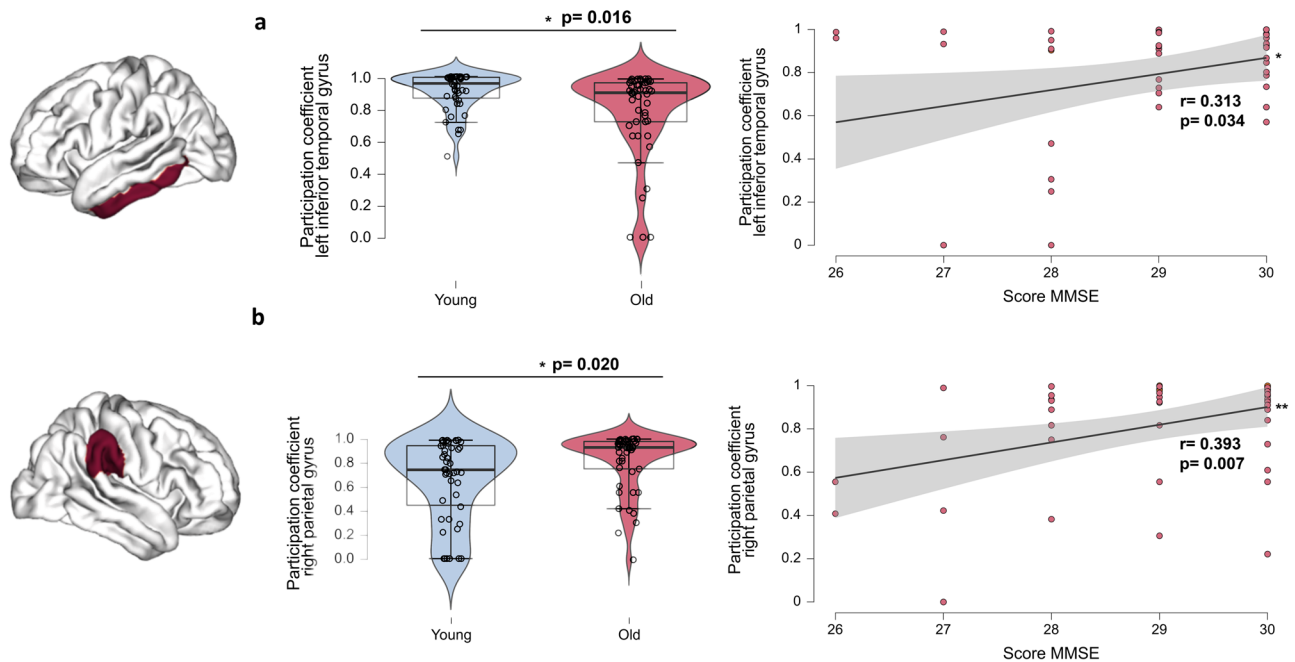 a
* p= 0.016
Participation coefficient
left inferior temporal gyrus
1.0
0.8
0.6
0.4
0.2
0.0
Young
Old
Participation coefficient
left inferior temporal gyrus
1
0.8
0.6
0.4
0.2
0
*
r= 0.313
p= 0.034
26
27
28
29
30
Score MMSE
b
* p= 0.020
Participation coefficient
right parietal gyrus
1.0
0.8
0.6
0.4
0.2
0.0
Young
Old
Participation coefficient
right parietal gyrus
1
0.8
0.6
0.4
0.2
0
**
r= 0.393
p= 0.007
26
27
28
29
30
Score MMSE